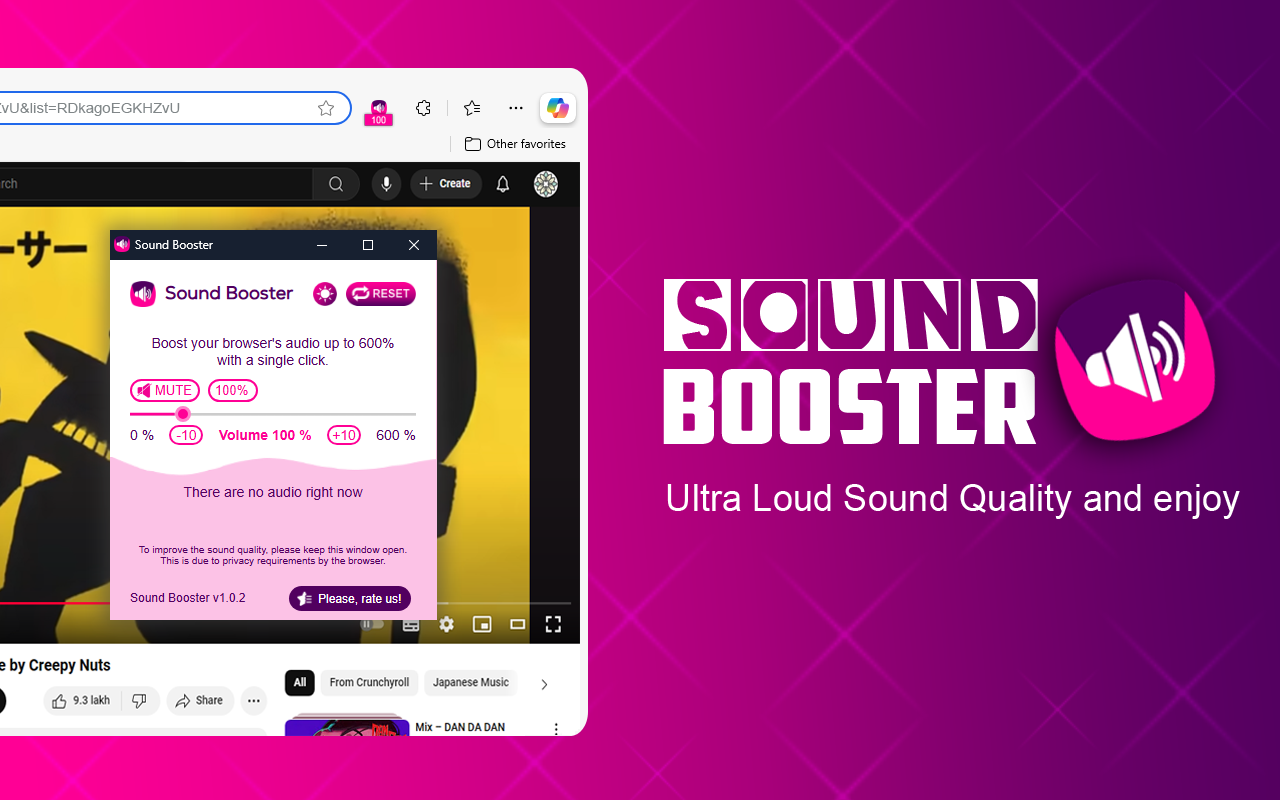 ZvU&list=RDkagoEGKHZvU
100
Other favorites
arch
Create
ーサー
Sound Booster
Sound Booster
RESET
Boost your browser's audio up to 600%
with a single click.
MUTE 100%
0 % -10 Volume 100 % +10 600 %
There are no audio right now
To improve the sound quality, please keep this window open.
This is due to privacy requirements by the browser.
Sound Booster v1.0.2 Please, rate us!
e by Creepy Nuts
9.3 lakh Share
All From Crunchyroll Japanese Music
Mix – DAN DA DAN
SOUND
BOOSTER
Ultra Loud Sound Quality and enjoy